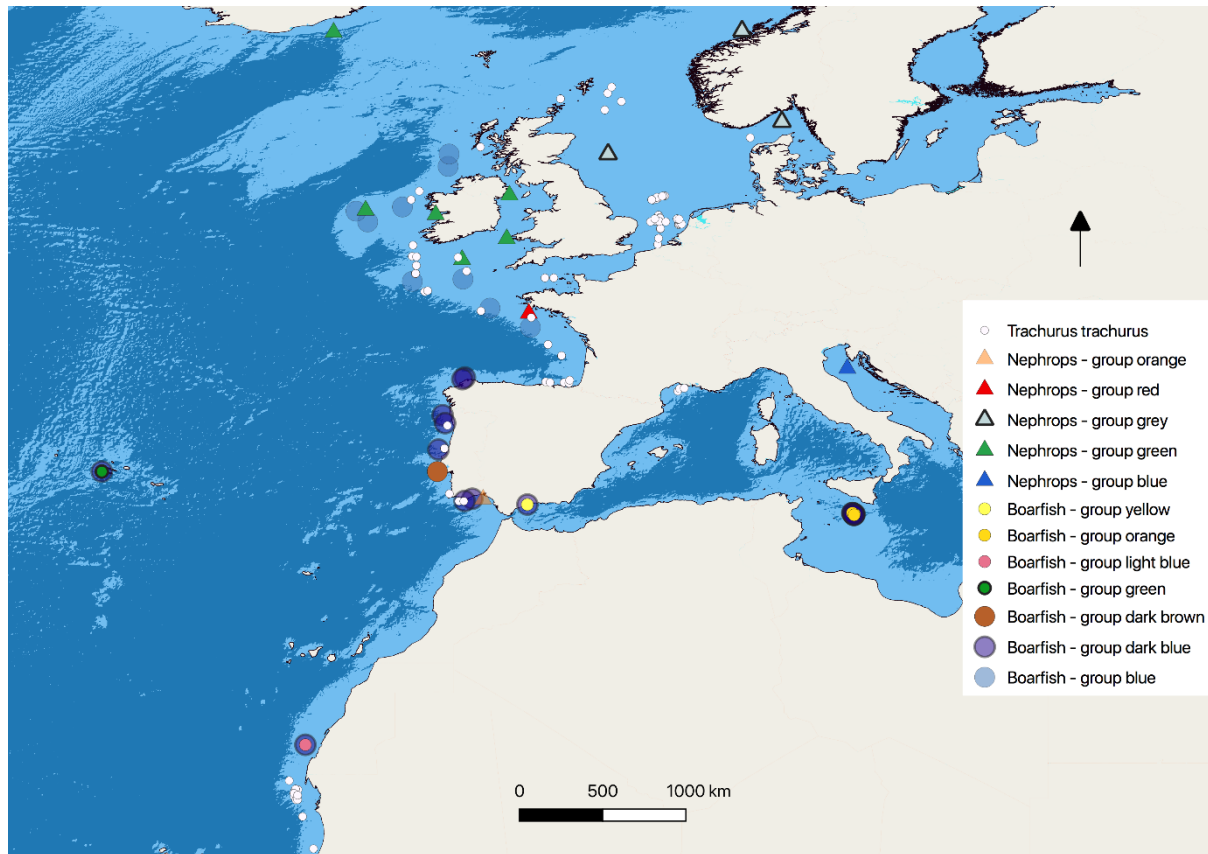 Trachurus trachurus
Nephrops - group orange
Nephrops - group red
Nephrops - group grey
Nephrops - group green
Nephrops - group blue
Boarfish - group yellow
Boarfish - group orange
Boarfish - group light blue
Boarfish - group green
Boarfish - group dark brown
Boarfish - group dark blue
Boarfish - group blue
0 500 1000 km